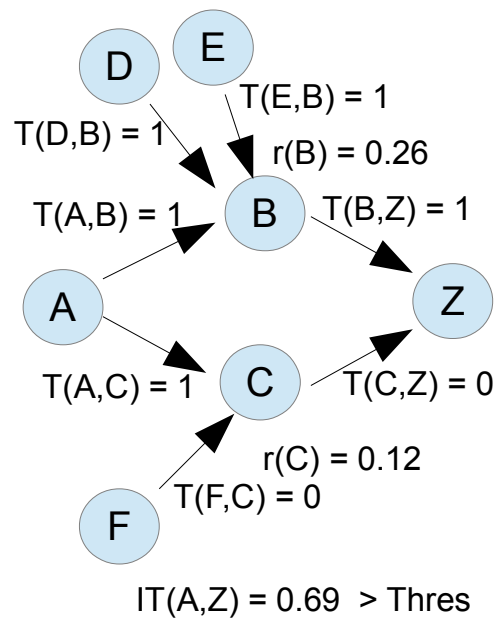 D
E
T(E,B) = 1
T(D,B) = 1
r(B) = 0.26
T(A,B) = 1
B
T(B,Z) = 1
A
Z
T(A,C) = 1
C
T(C,Z) = 0
r(C) = 0.12
T(F,C) = 0
F
IT(A,Z) = 0.69 > Thres